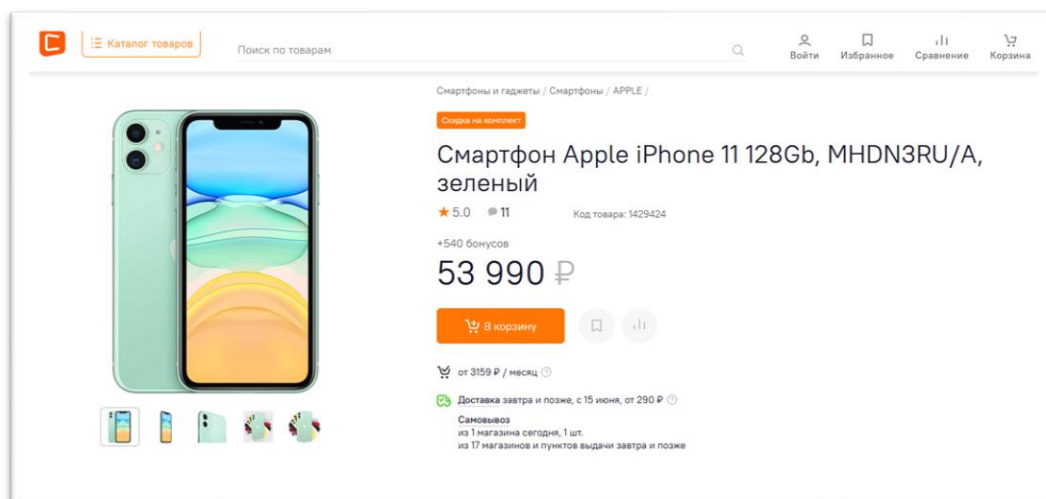 Каталог товаров
Поиск по товарам
Войти
Избранное
Сравнение
Корзина
Смартфоны и гаджеты / Смартфоны / APPLE /
Скидка на комплект
Смартфон Apple iPhone 11 128Gb, MHDN3RU/A,
зеленый
5.0 11 Код товара: 1429424
+540 бонусов
53 990 ₽
В корзину
от 3159 ₽ / месяц ?
Доставка завтра и позже, с 15 июня, от 290 ₽ ?
Самовывоз
из 1 магазина сегодня, 1 шт.
из 17 магазинов и пунктов выдачи завтра и позже